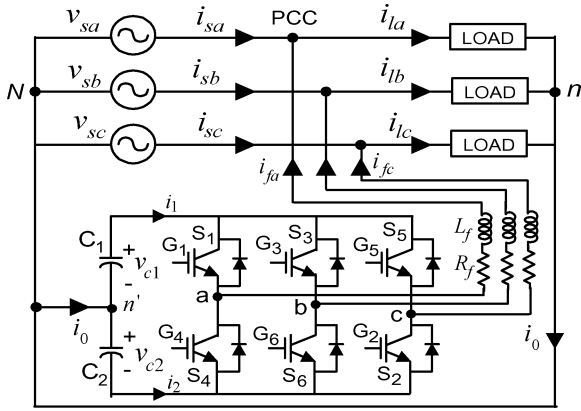 v_sa i_sa PCC i_la LOAD
N v_sb i_sb i_lb LOAD n
v_sc i_sc i_lc LOAD
i_fa i_fc
i_1 S_1 S_3 S_5 L_f
C_1 + v_c1 - G_1 G_3 G_5 R_f
n' a b c
i_0 i_0
C_2 + v_c2 - G_4 G_6 G_2
i_2 S_4 S_6 S_2